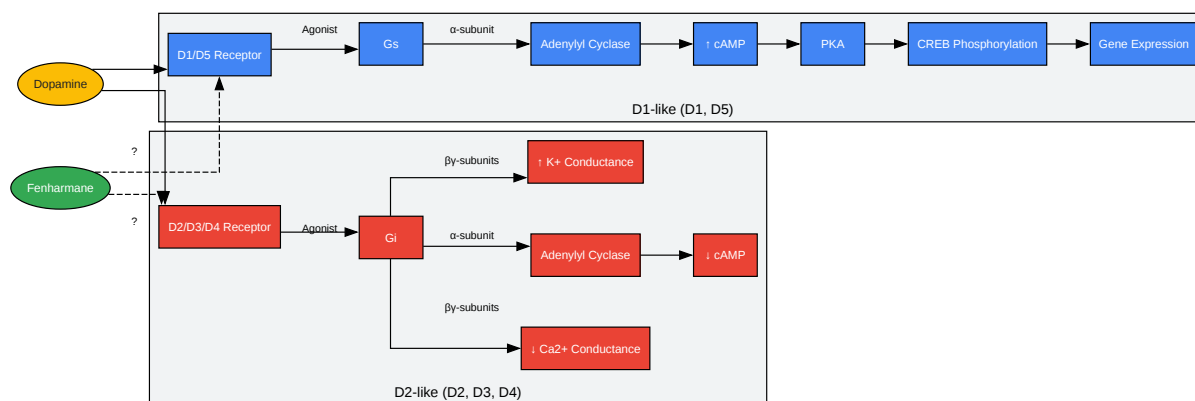 Agonist
α-subunit
D1/D5 Receptor
Gs
Adenylyl Cyclase
↑ cAMP
PKA
CREB Phosphorylation
Gene Expression
Dopamine
D1-like (D1, D5)
?
βγ-subunits
↑ K+ Conductance
Fenharmane
?
D2/D3/D4 Receptor
Agonist
Gi
α-subunit
Adenylyl Cyclase
↓ cAMP
βγ-subunits
↓ Ca2+ Conductance
D2-like (D2, D3, D4)